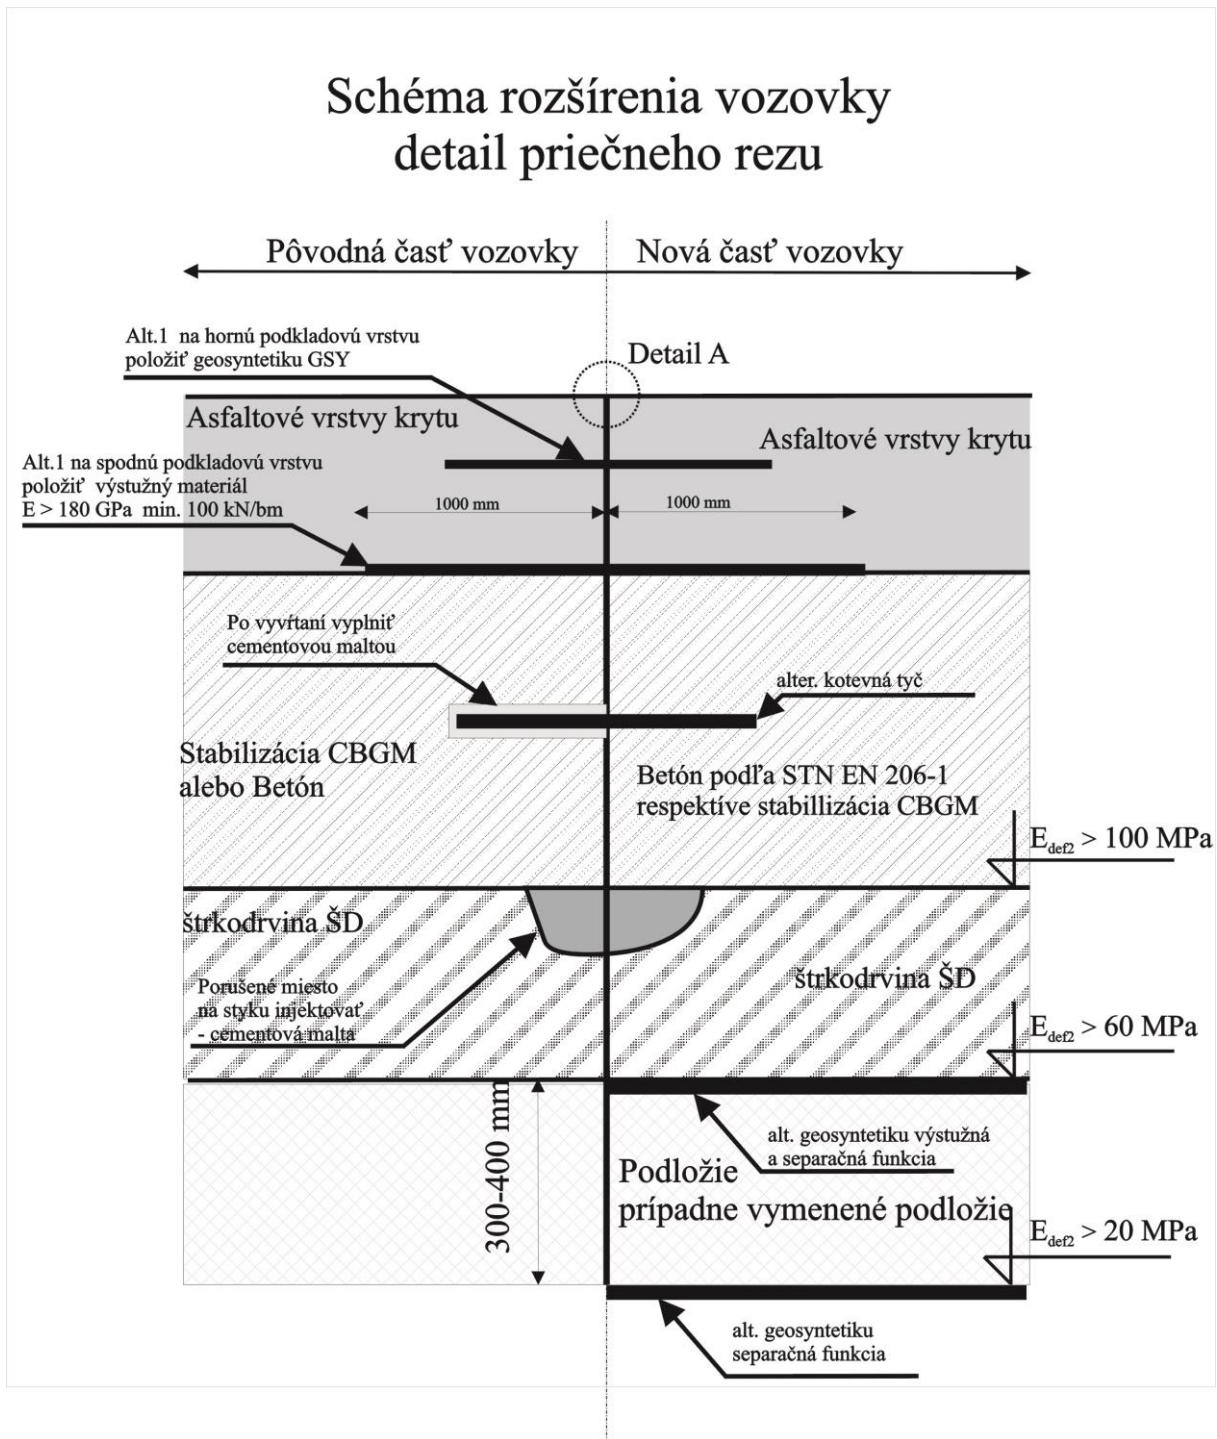 Schéma rozšírenia vozovky
detail priečneho rezu
Pôvodná časť vozovky
Nová časť vozovky
Alt.1 na hornú podkladovú vrstvu
položiť geosyntetiku GSY
Detail A
Asfaltové vrstvy krytu
Asfaltové vrstvy krytu
Alt.1 na spodnú podkladovú vrstvu
položiť výstužný materiál
E > 180 GPa min. 100 kN/bm
1000 mm
1000 mm
Po vyvŕtaní vyplniť
cementovou maltou
alter. kotevná tyč
Stabilizácia CBGM
alebo Betón
Betón podľa STN EN 206-1
respektíve stabillizácia CBGM
Edef2 > 100 MPa
štrkodrvina ŠD
štrkodrvina ŠD
Porušené miesto
na styku injektovať
- cementová malta
Edef2 > 60 MPa
300-400 mm
alt. geosyntetiku výstužná
a separačná funkcia
Podložie
prípadne vymenené podložie
Edef2 > 20 MPa
alt. geosyntetiku
separačná funkcia